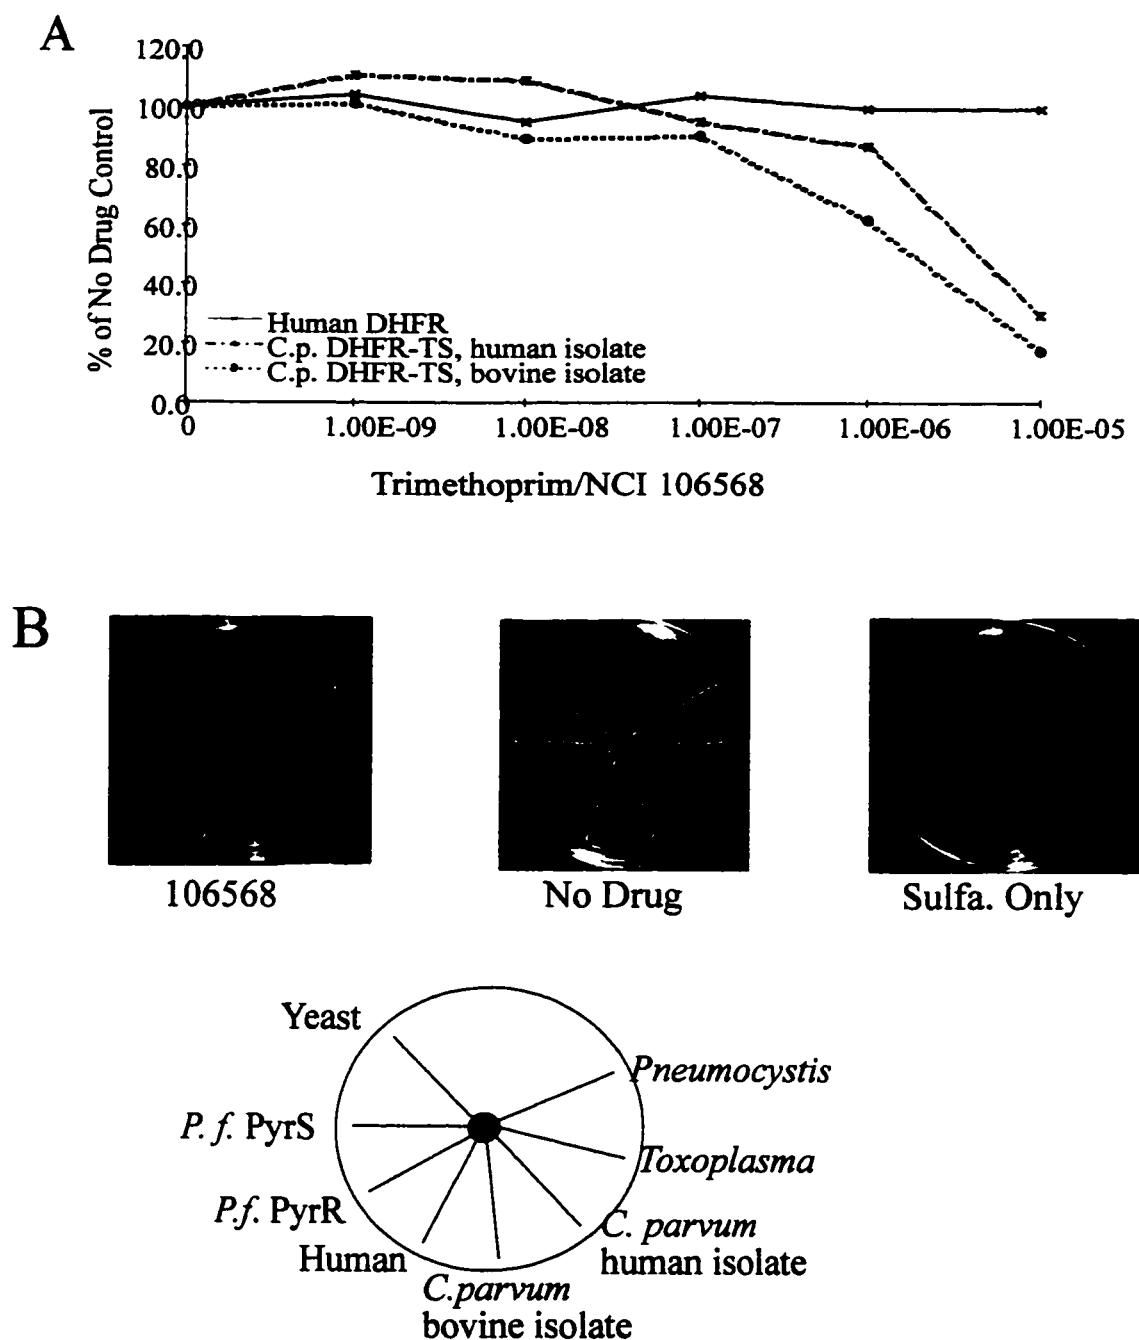 A
120.0
100.0
80.0
60.0
40.0
20.0
0.0
% of No Drug Control
Human DHFR
C.p. DHFR-TS, human isolate
C.p. DHFR-TS, bovine isolate
0 1.00E-09 1.00E-08 1.00E-07 1.00E-06 1.00E-05
Trimethoprim/NCI 106568
B
106568 No Drug Sulfa. Only
Yeast
Pneumocystis
P. f. PyrS
Toxoplasma
P.f. PyrR
C. parvum
human isolate
Human
C.parvum
bovine isolate